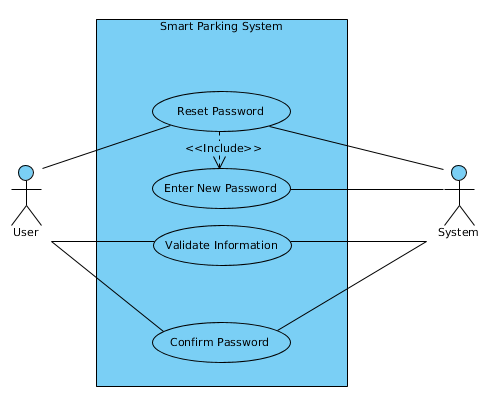 Smart Parking System
Reset Password
<<Include>>
Enter New Password
User
System
Validate Information
Confirm Password